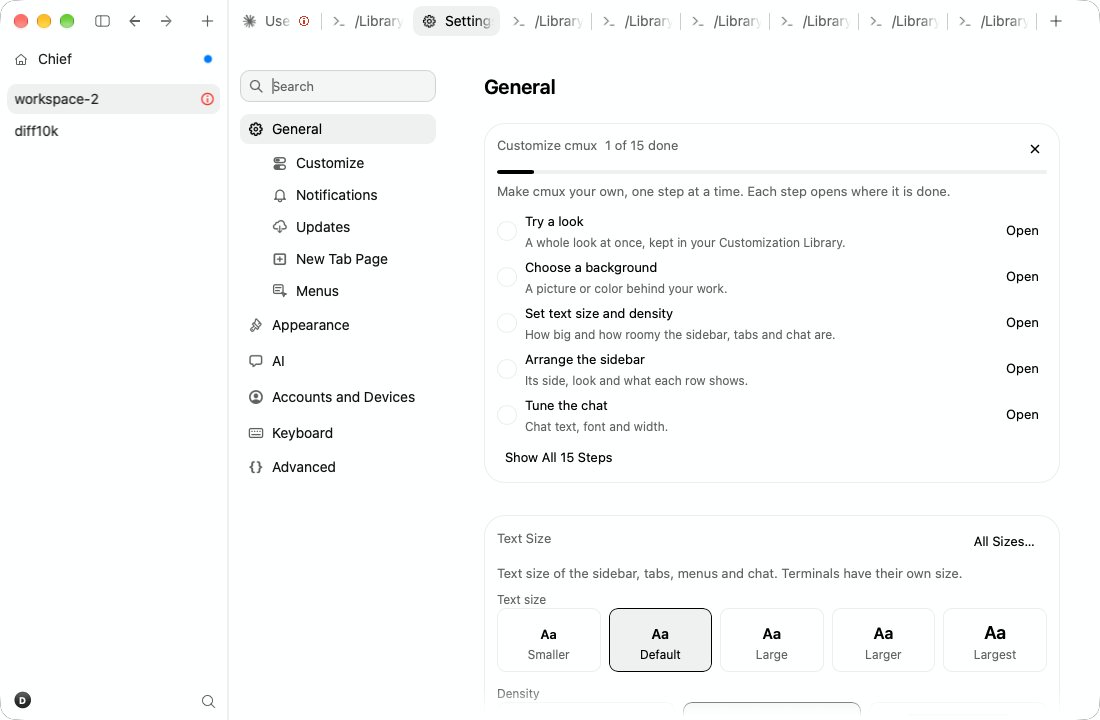 Use
/Library
Setting
/Library
/Library
/Library
/Library
/Library
/Library
Chief
workspace-2
diff10k
D
Search
General
Customize
Notifications
Updates
New Tab Page
Menus
Appearance
AI
Accounts and Devices
Keyboard
Advanced
General
Customize cmux 1 of 15 done
Make cmux your own, one step at a time. Each step opens where it is done.
Try a look
A whole look at once, kept in your Customization Library.
Open
Choose a background
A picture or color behind your work.
Open
Set text size and density
How big and how roomy the sidebar, tabs and chat are.
Open
Arrange the sidebar
Its side, look and what each row shows.
Open
Tune the chat
Chat text, font and width.
Open
Show All 15 Steps
Text Size
All Sizes...
Text size of the sidebar, tabs, menus and chat. Terminals have their own size.
Text size
Aa
Smaller
Aa
Default
Aa
Large
Aa
Larger
Aa
Largest
Density